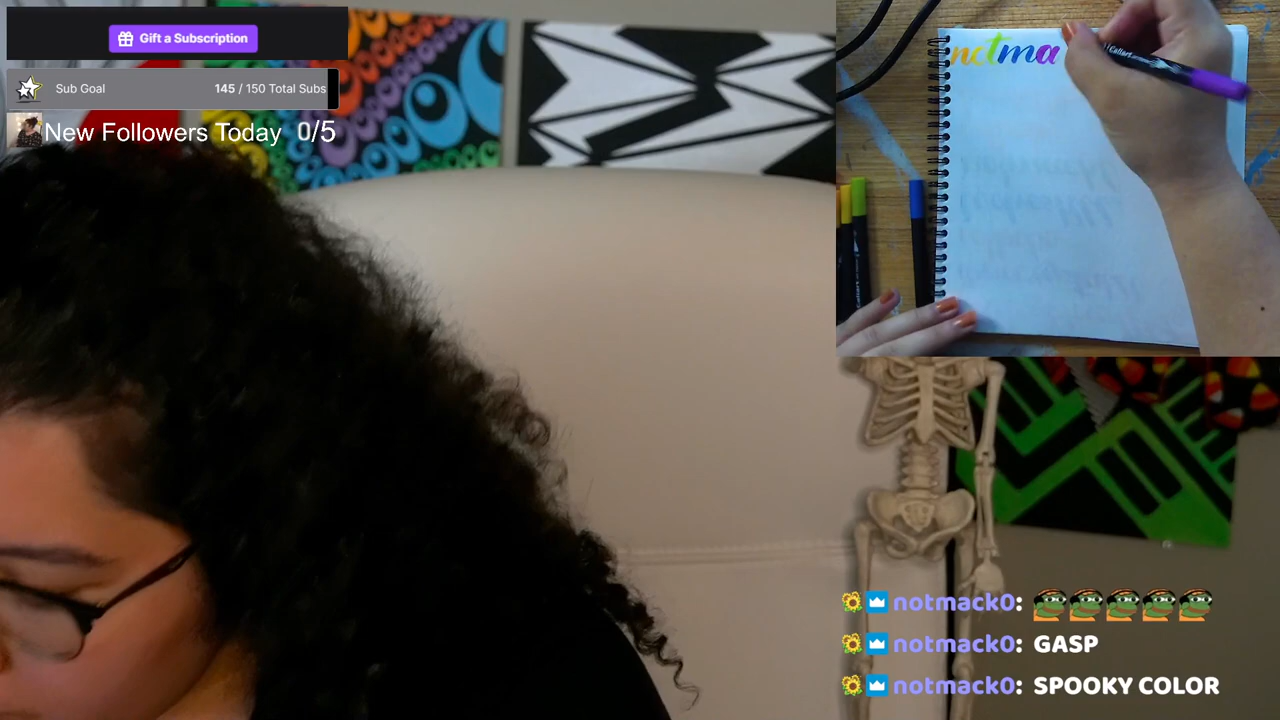 Gift a Subscription
Sub Goal 145 / 150 Total Subs
New Followers Today 0/5
notma
notmack0: 
notmack0: GASP
notmack0: SPOOKY COLOR